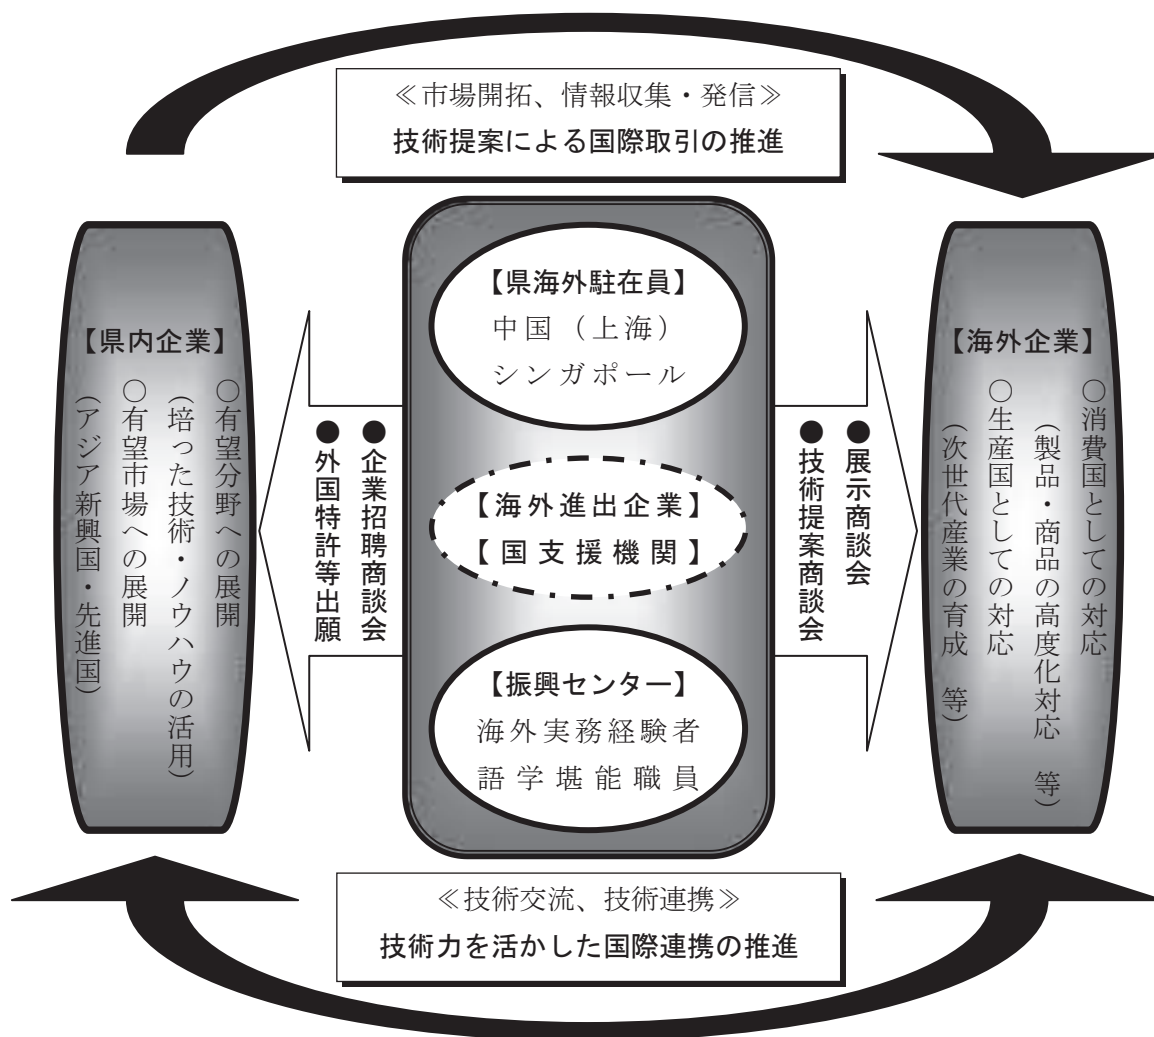 ≪市場開拓、情報収集・発信≫
技術提案による国際取引の推進
【県内企業】
○有望分野への展開
(培った技術・ノウハウの活用)
○有望市場への展開
(アジア新興国・先進国)
●企業招聘商談会
●外国特許等出願
【県海外駐在員】
中国（上海）
シンガポール
【海外進出企業】
【国支援機関】
【振興センター】
海外実務経験者
語学堪能職員
●展示商談会
●技術提案商談会
【海外企業】
○消費国としての対応
(製品・商品の高度化対応　等)
○生産国としての対応
(次世代産業の育成　等)
≪技術交流、技術連携≫
技術力を活かした国際連携の推進